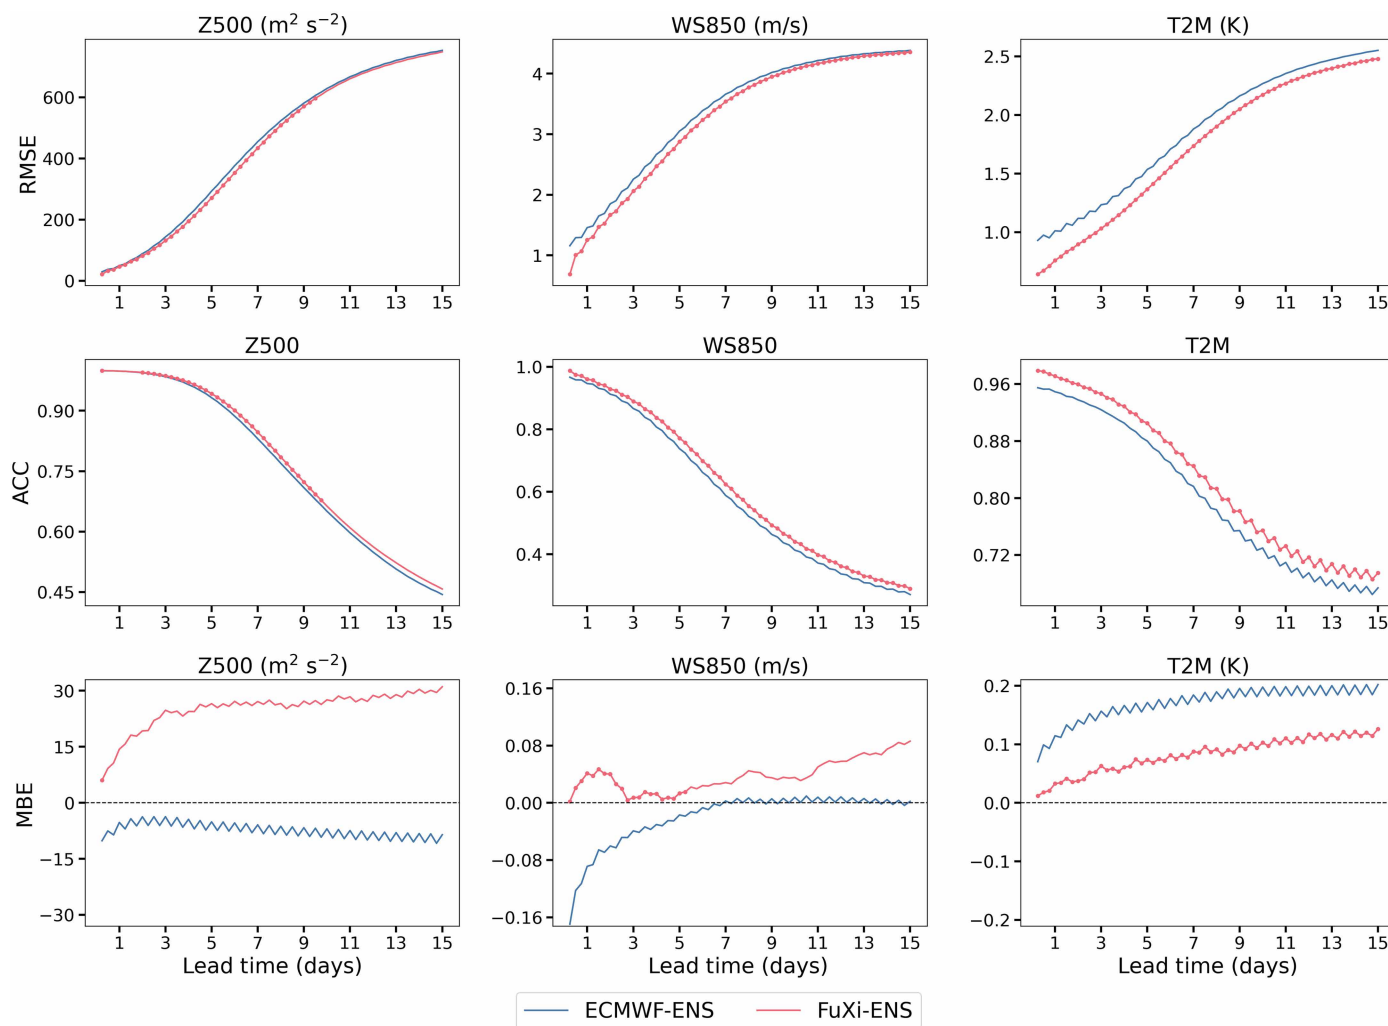 Z500 (m² s⁻²)
WS850 (m/s)
T2M (K)
RMSE
600
400
200
0
4
3
2
1
2.5
2.0
1.5
1.0
1 3 5 7 9 11 13 15
1 3 5 7 9 11 13 15
1 3 5 7 9 11 13 15
Z500
WS850
T2M
ACC
0.90
0.75
0.60
0.45
1.0
0.8
0.6
0.4
0.96
0.88
0.80
0.72
1 3 5 7 9 11 13 15
1 3 5 7 9 11 13 15
1 3 5 7 9 11 13 15
Z500 (m² s⁻²)
WS850 (m/s)
T2M (K)
MBE
30
15
0
−15
−30
0.16
0.08
0.00
−0.08
−0.16
0.2
0.1
0.0
−0.1
−0.2
1 3 5 7 9 11 13 15
1 3 5 7 9 11 13 15
1 3 5 7 9 11 13 15
Lead time (days)
Lead time (days)
Lead time (days)
ECMWF-ENS
FuXi-ENS